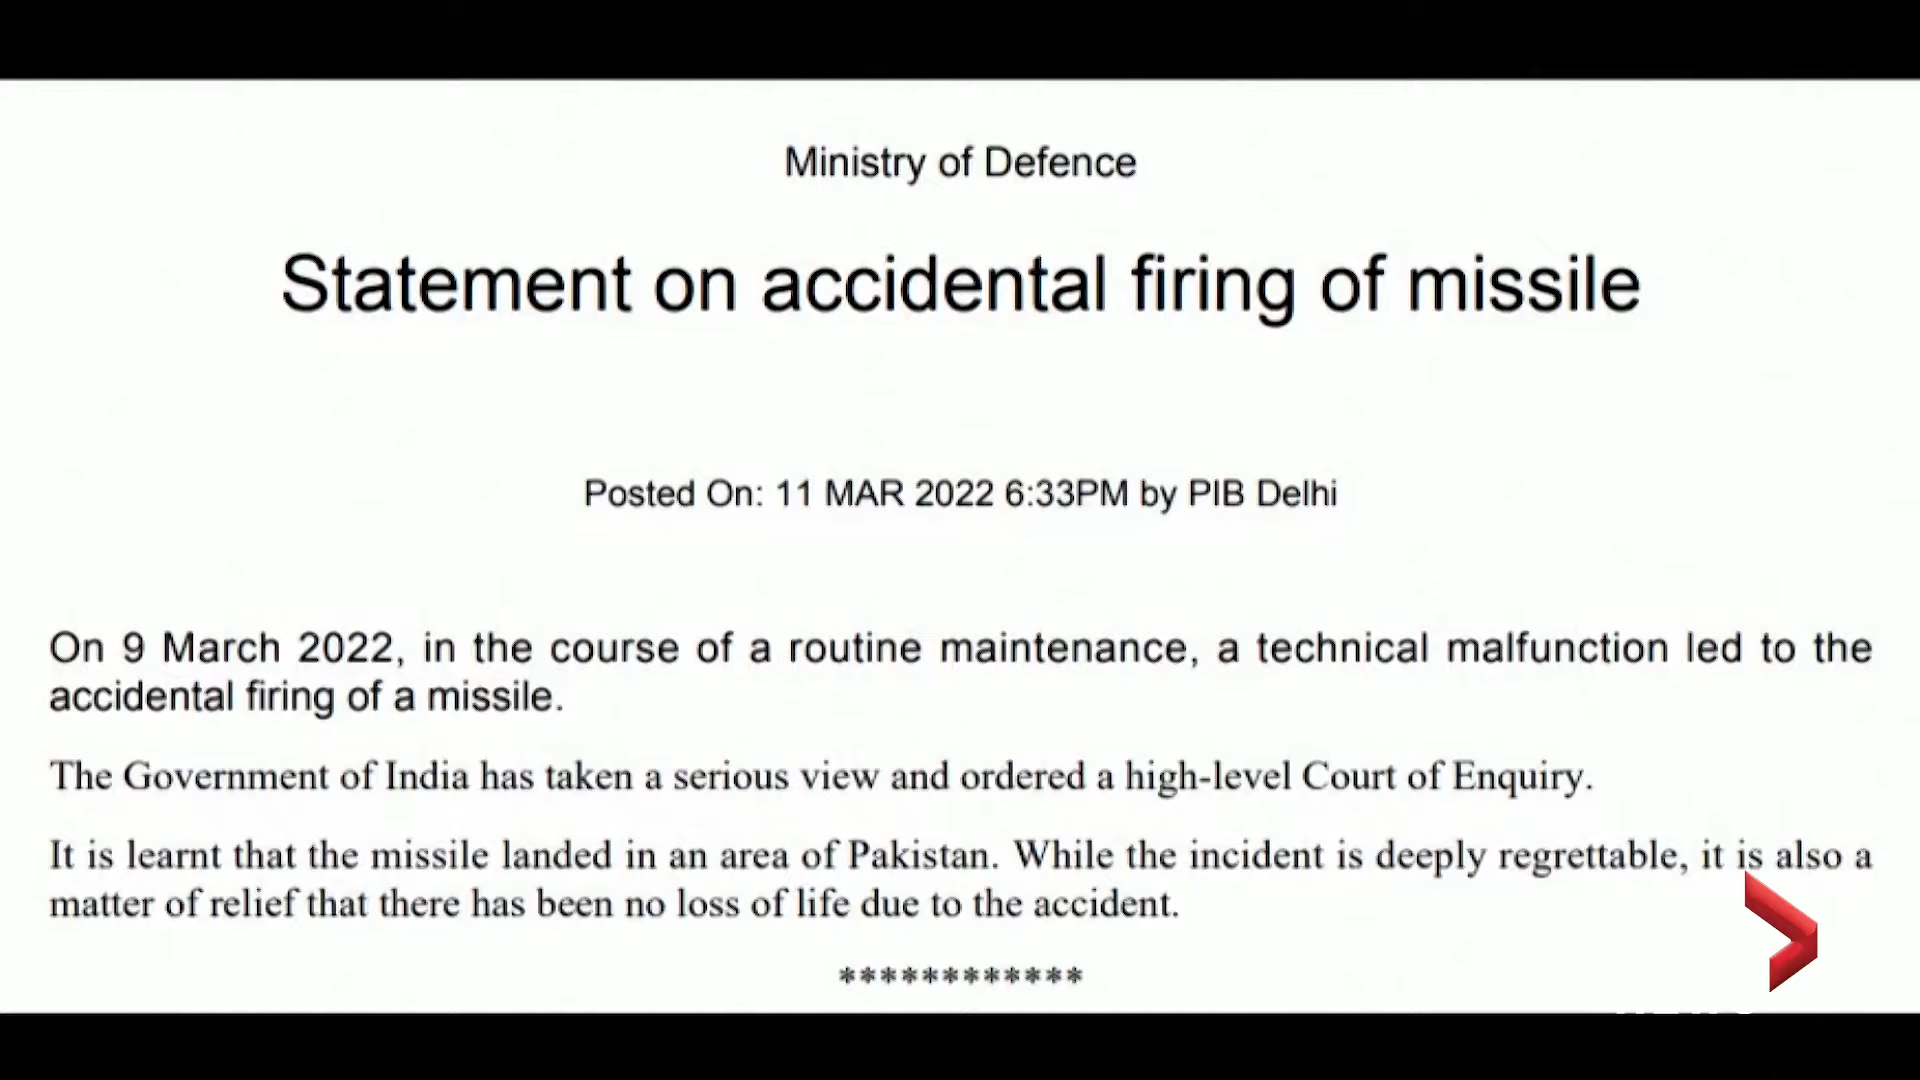 Ministry of Defence
Statement on accidental firing of missile
Posted On: 11 MAR 2022 6:33PM by PIB Delhi
On 9 March 2022, in the course of a routine maintenance, a technical malfunction led to the
accidental firing of a missile.
The Government of India has taken a serious view and ordered a high-level Court of Enquiry.
It is learnt that the missile landed in an area of Pakistan. While the incident is deeply regrettable, it is also a
matter of relief that there has been no loss of life due to the accident.
************